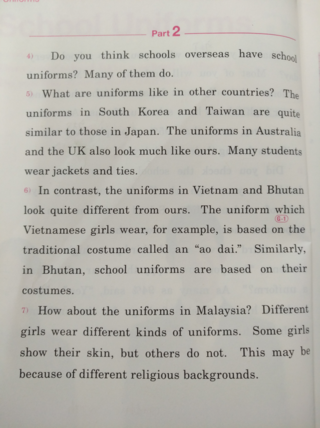 Part 2
4) Do you think schools overseas have school
uniforms? Many of them do.
5) What are uniforms like in other countries? The
uniforms in South Korea and Taiwan are quite
similar to those in Japan. The uniforms in Australia
and the UK also look much like ours. Many students
wear jackets and ties.
6) In contrast, the uniforms in Vietnam and Bhutan
look quite different from ours. The uniform which
Vietnamese girls wear, for example, is based on the
traditional costume called an “ao dai.” Similarly,
in Bhutan, school uniforms are based on their
costumes.
7) How about the uniforms in Malaysia? Different
girls wear different kinds of uniforms. Some girls
show their skin, but others do not. This may be
because of different religious backgrounds.